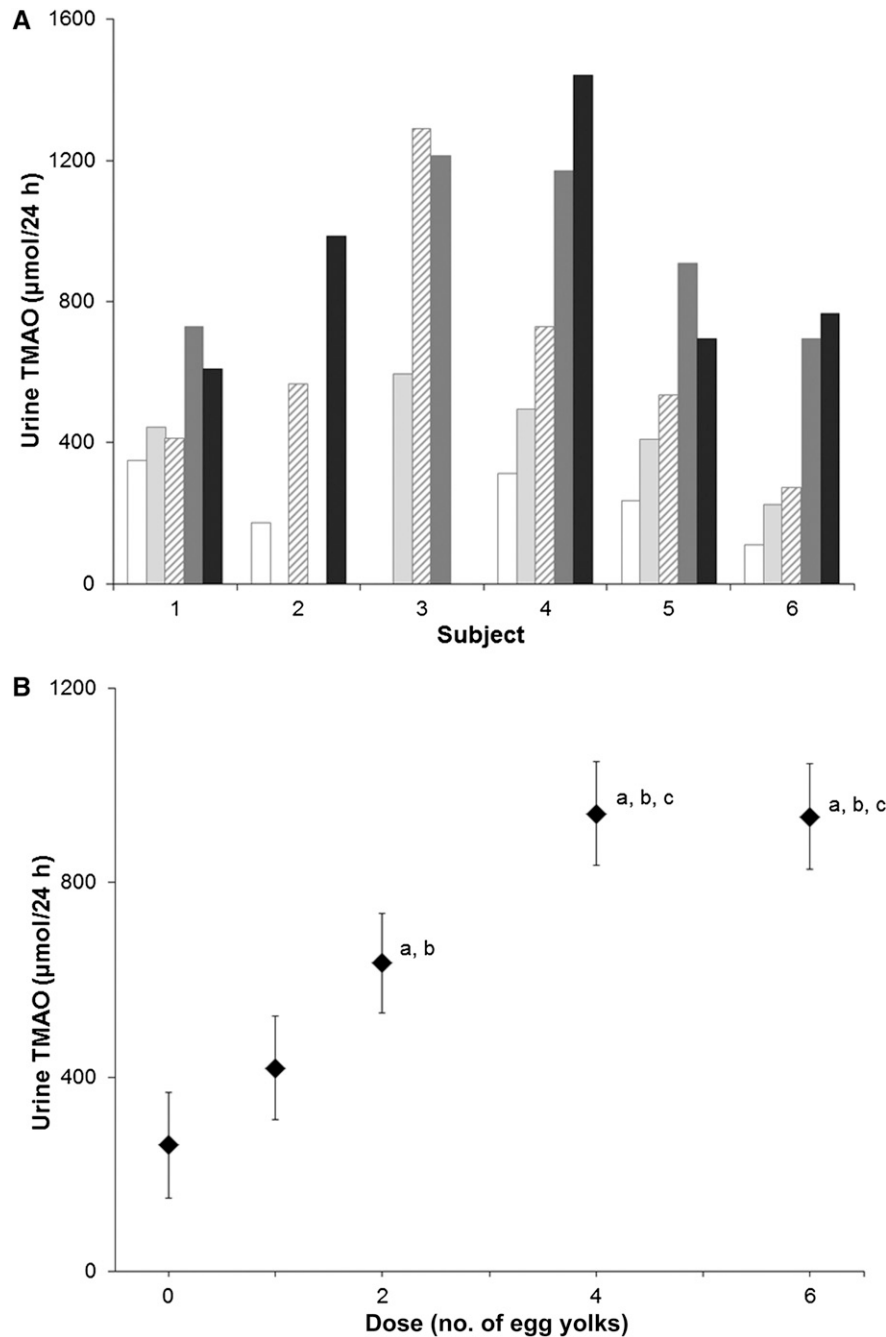 A
Urine TMAO (µmol/24 h)
1600
1200
800
400
0
1 2 3 4 5 6
Subject
B
Urine TMAO (µmol/24 h)
1200
a, b, c
a, b, c
800
a, b
400
0
0 2 4 6
Dose (no. of egg yolks)